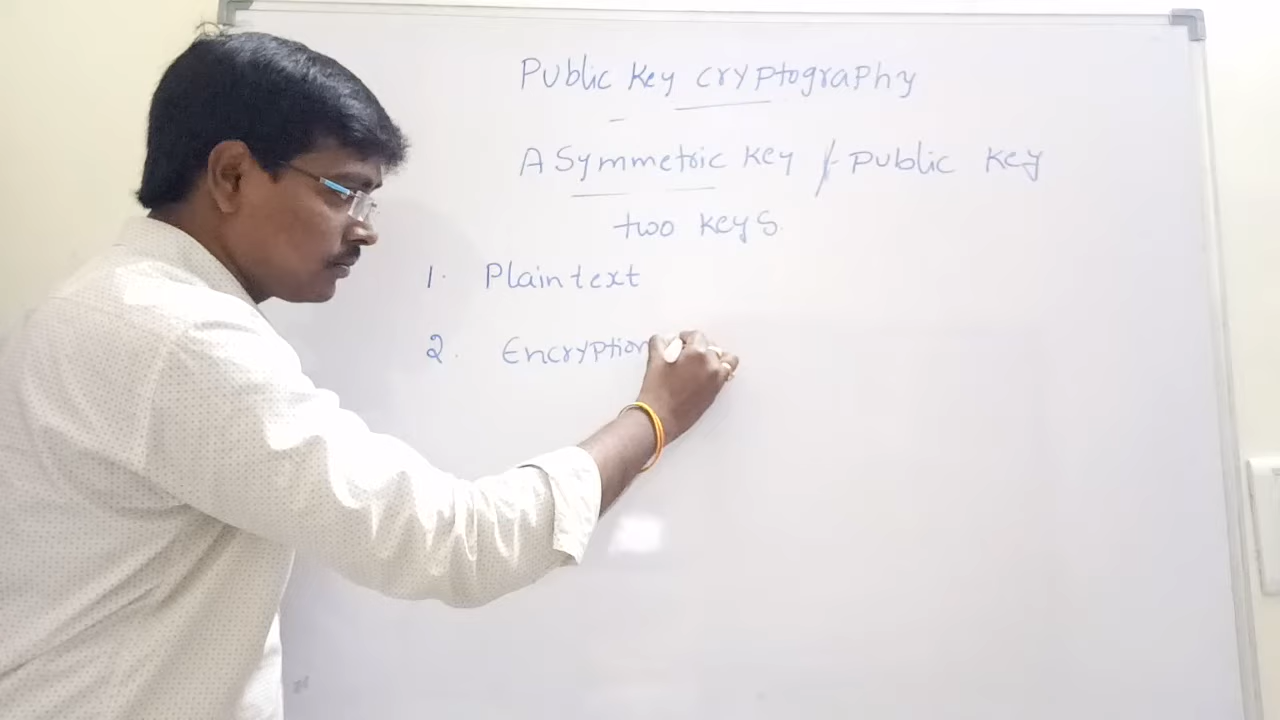 Public Key Cryptography
Asymmetric Key / Public Key
two keys.
1. Plaintext
2. Encryption